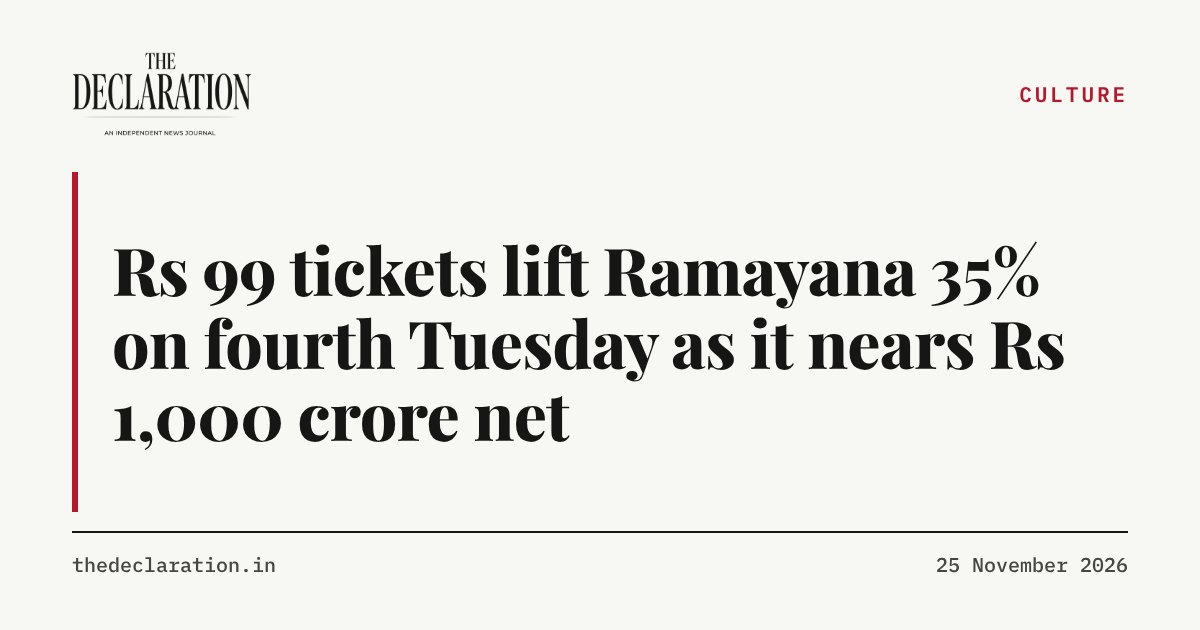 THE
DECLARATION
AN INDEPENDENT NEWS JOURNAL
CULTURE
Rs 99 tickets lift Ramayana 35%
on fourth Tuesday as it nears Rs
1,000 crore net
thedeclaration.in
25 November 2026